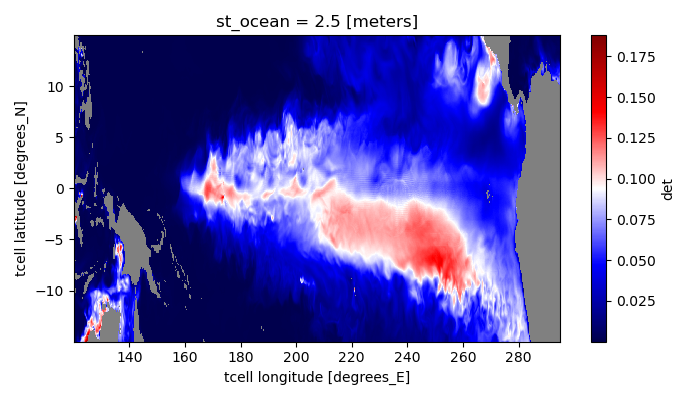 st_ocean = 2.5 [meters]
tcell latitude [degrees_N]
10
5
0
−5
−10
140 160 180 200 220 240 260 280
tcell longitude [degrees_E]
0.175
0.150
0.125
0.100
0.075
0.050
0.025
det